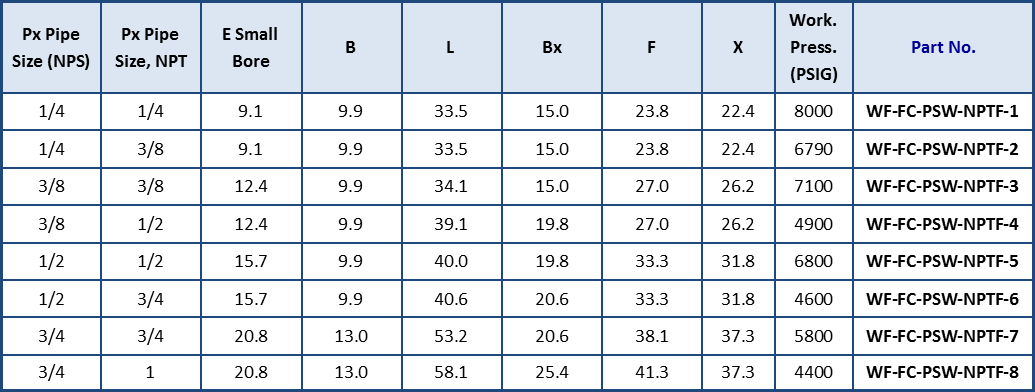 Px Pipe Size (NPS) Px Pipe Size, NPT E Small Bore B L Bx F X Work. Press. (PSIG) Part No.
1/4 1/4 9.1 9.9 33.5 15.0 23.8 22.4 8000 WF-FC-PSW-NPTF-1
1/4 3/8 9.1 9.9 33.5 15.0 23.8 22.4 6790 WF-FC-PSW-NPTF-2
3/8 3/8 12.4 9.9 34.1 15.0 27.0 26.2 7100 WF-FC-PSW-NPTF-3
3/8 1/2 12.4 9.9 39.1 19.8 27.0 26.2 4900 WF-FC-PSW-NPTF-4
1/2 1/2 15.7 9.9 40.0 19.8 33.3 31.8 6800 WF-FC-PSW-NPTF-5
1/2 3/4 15.7 9.9 40.6 20.6 33.3 31.8 4600 WF-FC-PSW-NPTF-6
3/4 3/4 20.8 13.0 53.2 20.6 38.1 37.3 5800 WF-FC-PSW-NPTF-7
3/4 1 20.8 13.0 58.1 25.4 41.3 37.3 4400 WF-FC-PSW-NPTF-8